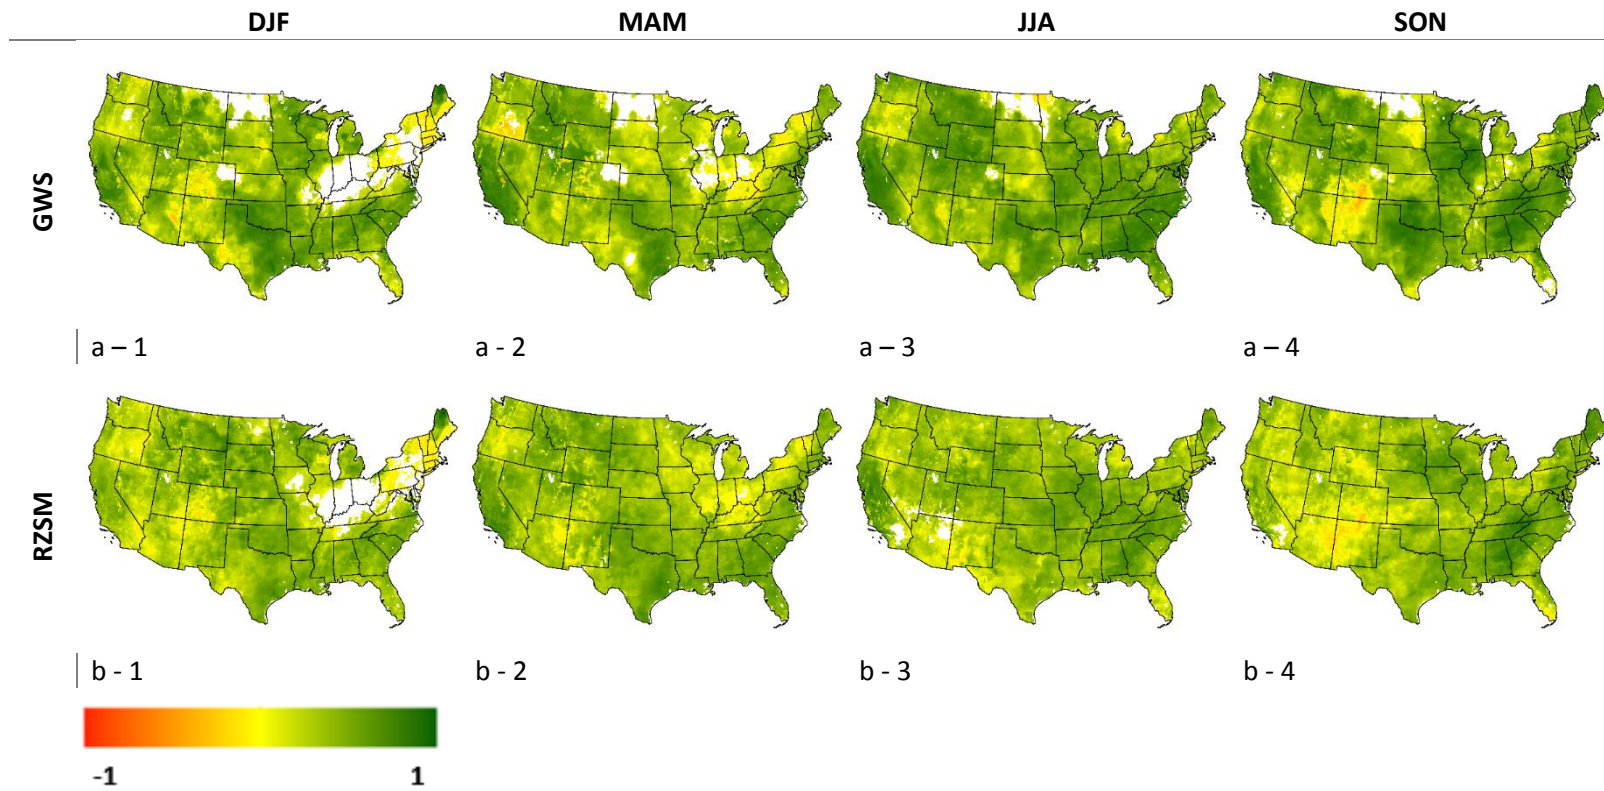 DJF MAM JJA SON
GWS
a – 1 a - 2 a – 3 a – 4
RZSM
b - 1 b - 2 b - 3 b - 4
-1 1